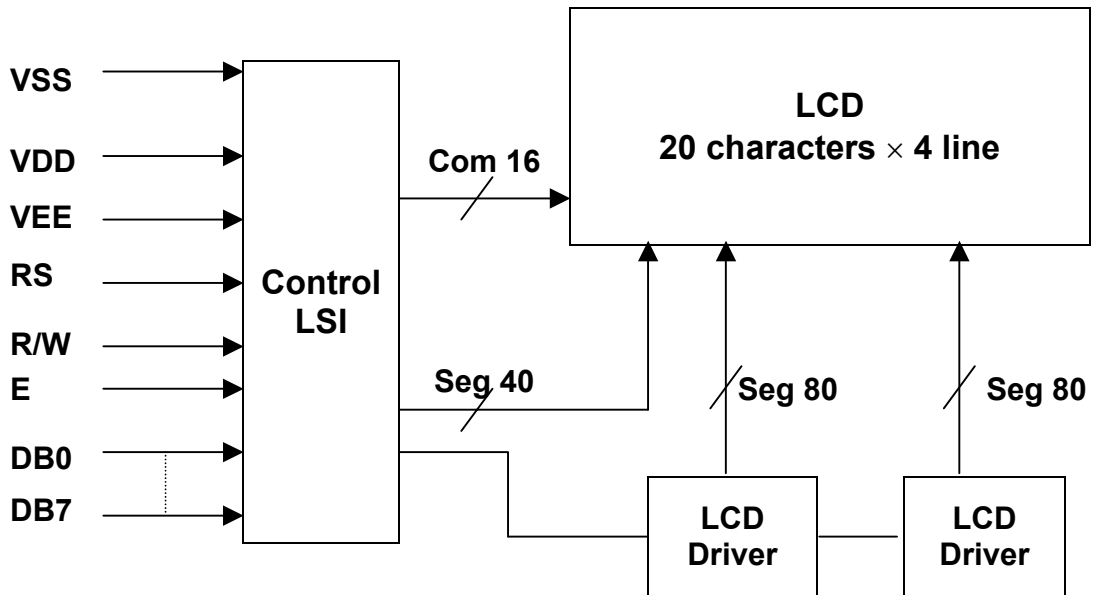 VSS
VDD
VEE
RS
R/W
E
DB0
DB7
Control
LSI
Com 16
Seg 40
LCD
20 characters × 4 line
Seg 80
Seg 80
LCD
Driver
LCD
Driver